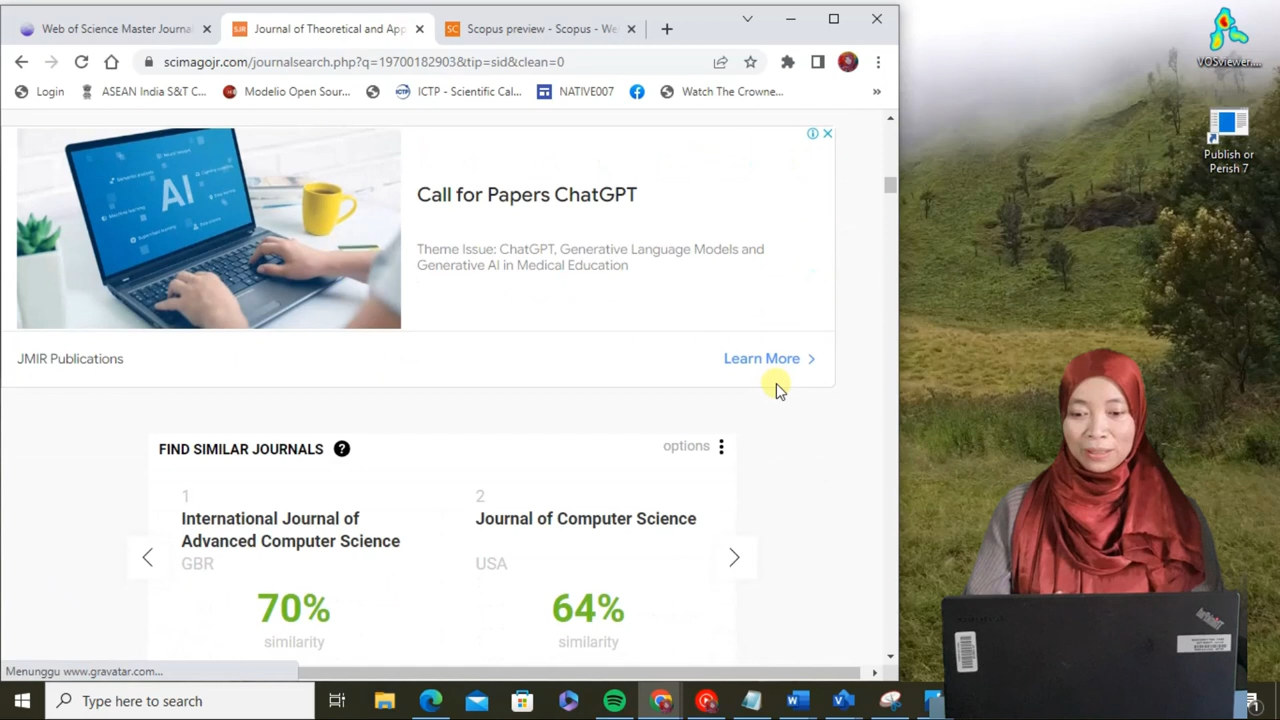 Web of Science Master Journal
Journal of Theoretical and App
Scopus preview - Scopus - We
scimagojr.com/journalsearch.php?q=19700182903&tip=sid&clean=0
Login
ASEAN India S&T C...
Modelio Open Sour...
ICTP - Scientific Cal...
NATIVE007
Watch The Crowne...
AI
Call for Papers ChatGPT
Theme Issue: ChatGPT, Generative Language Models and
Generative AI in Medical Education
JMIR Publications
Learn More
FIND SIMILAR JOURNALS
options
1
International Journal of
Advanced Computer Science
GBR
70%
similarity
2
Journal of Computer Science
USA
64%
similarity
Menunggu www.gravatar.com...
Type here to search
VOSviewer....
Publish or
Perish 7